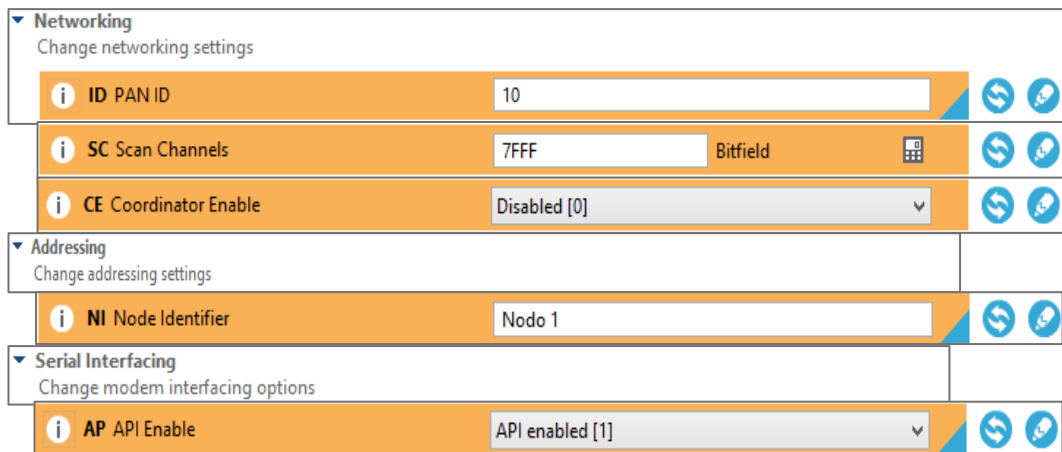 Networking
Change networking settings
i ID PAN ID 10
i SC Scan Channels 7FFF Bitfield
i CE Coordinator Enable Disabled [0]
Addressing
Change addressing settings
i NI Node Identifier Nodo 1
Serial Interfacing
Change modem interfacing options
i AP API Enable API enabled [1]